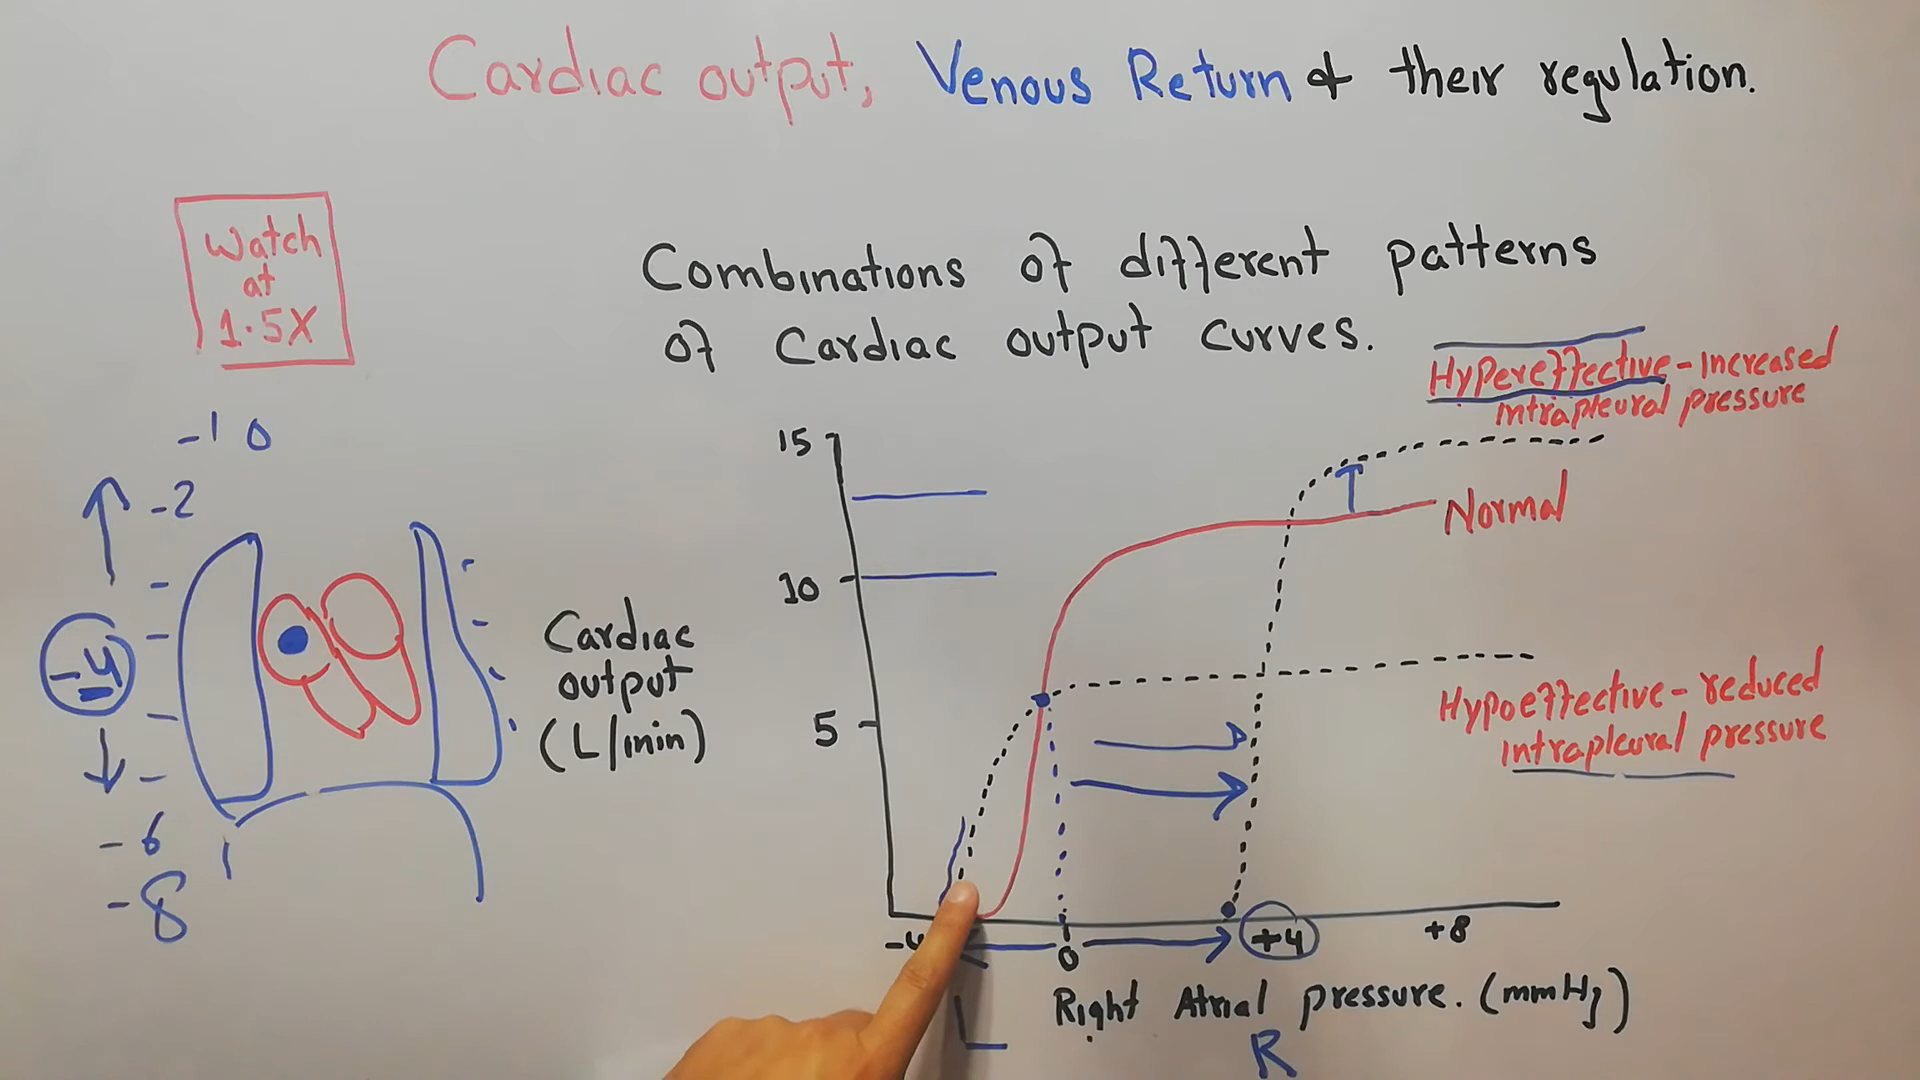 Cardiac output, Venous Return & their regulation.
Watch
at
1.5X
Combinations of different patterns
of Cardiac output curves.
Hypereffective - increased
intrapleural pressure
-1 0
-2
-4
-6
-8
Cardiac
output
(L/min)
15
10
5
Normal
Hypoeffective - reduced
intrapleural pressure
-4
0
+4
+8
Right Atrial pressure. (mmHg)
L
R